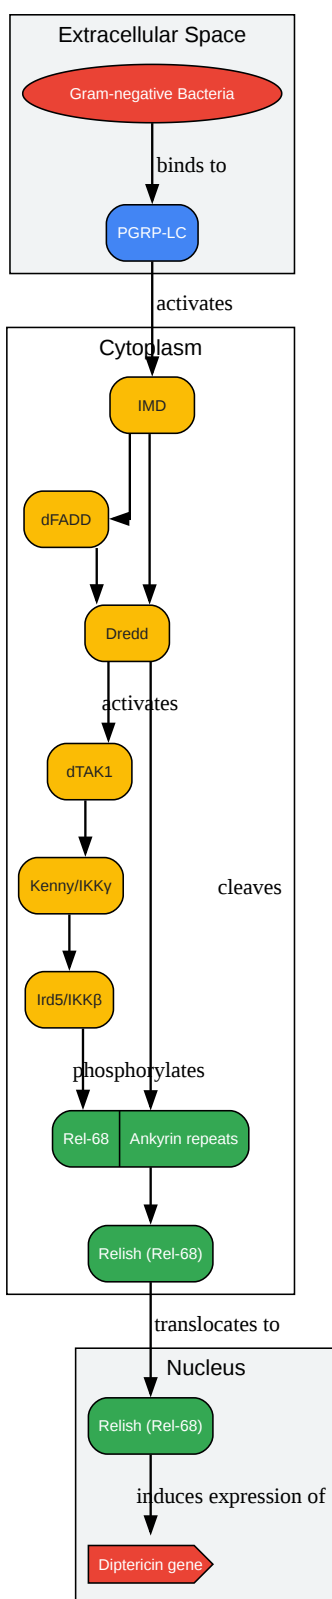 Extracellular Space
Gram-negative Bacteria
binds to
PGRP-LC
activates
Cytoplasm
IMD
dFADD
Dredd
activates
dTAK1
Kenny/IKKγ
cleaves
Ird5/IKKβ
phosphorylates
Rel-68
Ankyrin repeats
Relish (Rel-68)
translocates to
Nucleus
Relish (Rel-68)
induces expression of
Diptericin gene